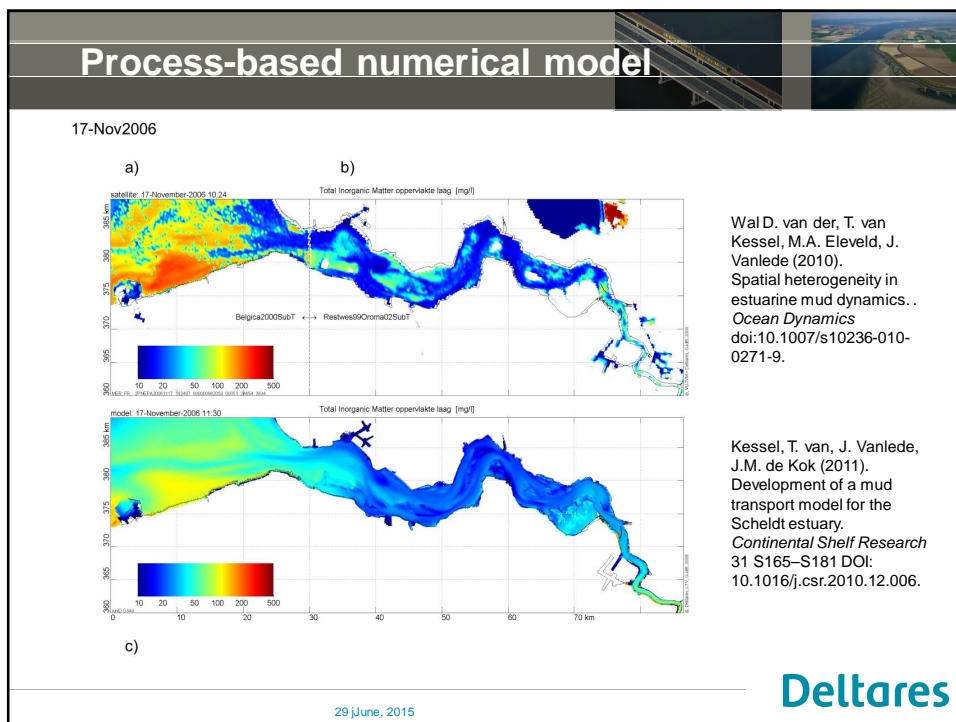 Process-based numerical model
17-Nov2006
a)
b)
satellite: 17-November-2006 10:24
Total Inorganic Matter oppervlakte laag [mg/l]
385 km
380
375
370
365
360
Belgica2000SubT
Restwes99Oroma02SubT
10 20 50 100 200 500
model: 17-November-2006 11:30
Total Inorganic Matter oppervlakte laag [mg/l]
385 km
380
375
370
365
360
10 20 50 100 200 500
0 10 20 30 40 50 60 70 km
c)
Wal D. van der, T. van
Kessel, M.A. Eleveld, J.
Vanlede (2010).
Spatial heterogeneity in
estuarine mud dynamics. .
Ocean Dynamics
doi:10.1007/s10236-010-
0271-9.
Kessel, T. van, J. Vanlede,
J.M. de Kok (2011).
Development of a mud
transport model for the
Scheldt estuary.
Continental Shelf Research
31 S165–S181 DOI:
10.1016/j.csr.2010.12.006.
29 jJune, 2015
Deltares